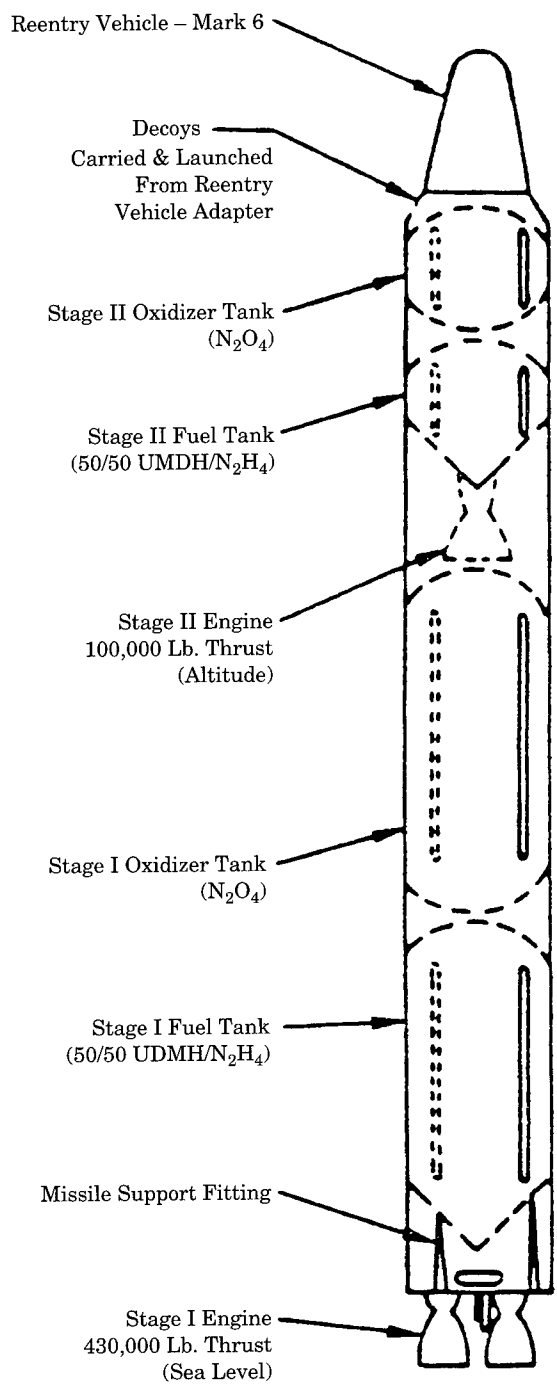 Reentry Vehicle – Mark 6
Decoys
Carried & Launched
From Reentry
Vehicle Adapter
Stage II Oxidizer Tank
(N₂O₄)
Stage II Fuel Tank
(50/50 UMDH/N₂H₄)
Stage II Engine
100,000 Lb. Thrust
(Altitude)
Stage I Oxidizer Tank
(N₂O₄)
Stage I Fuel Tank
(50/50 UDMH/N₂H₄)
Missile Support Fitting
Stage I Engine
430,000 Lb. Thrust
(Sea Level)